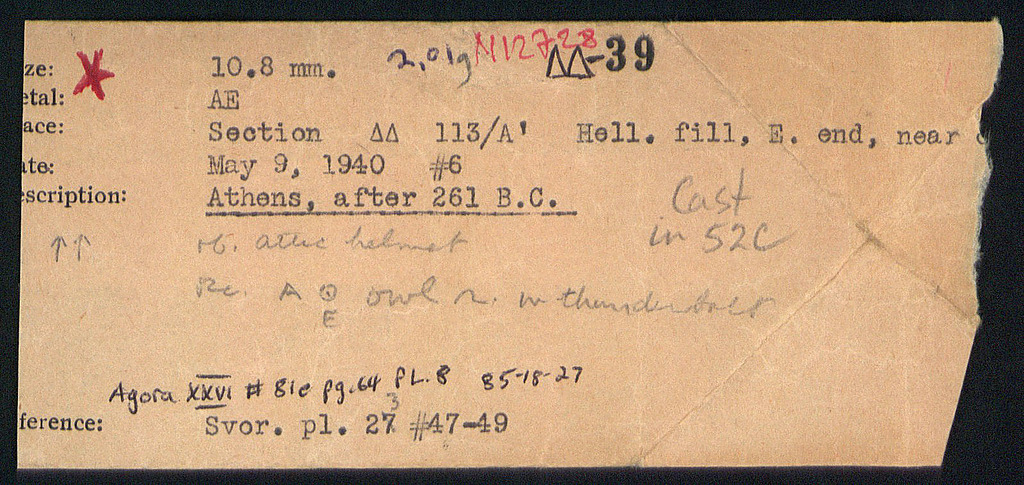 2,01g N12728 ΔΔ-39
ze: 10.8 mm.
etal: AE
ace: Section ΔΔ 113/A' Hell. fill, E. end, near
ate: May 9, 1940 #6
escription: Athens, after 261 B.C.
Cast
in 52C
↑↑ attic helmet
Re. A Θ owl r. on thunderbolt
E
Agora XXVI # 81e pg.64 PL.8 85-18-27
3
ference: Svor. pl. 27 #47-49